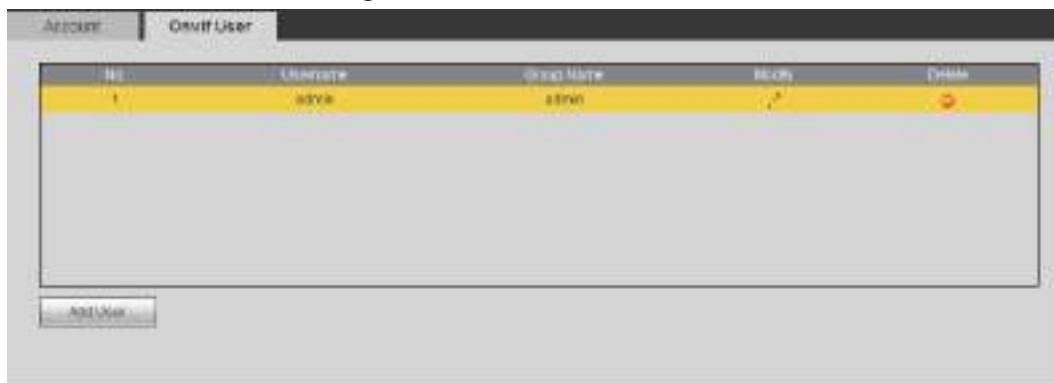 Account Onvif User
No. Username Group Name Modify Delete
1 admin admin
Add User